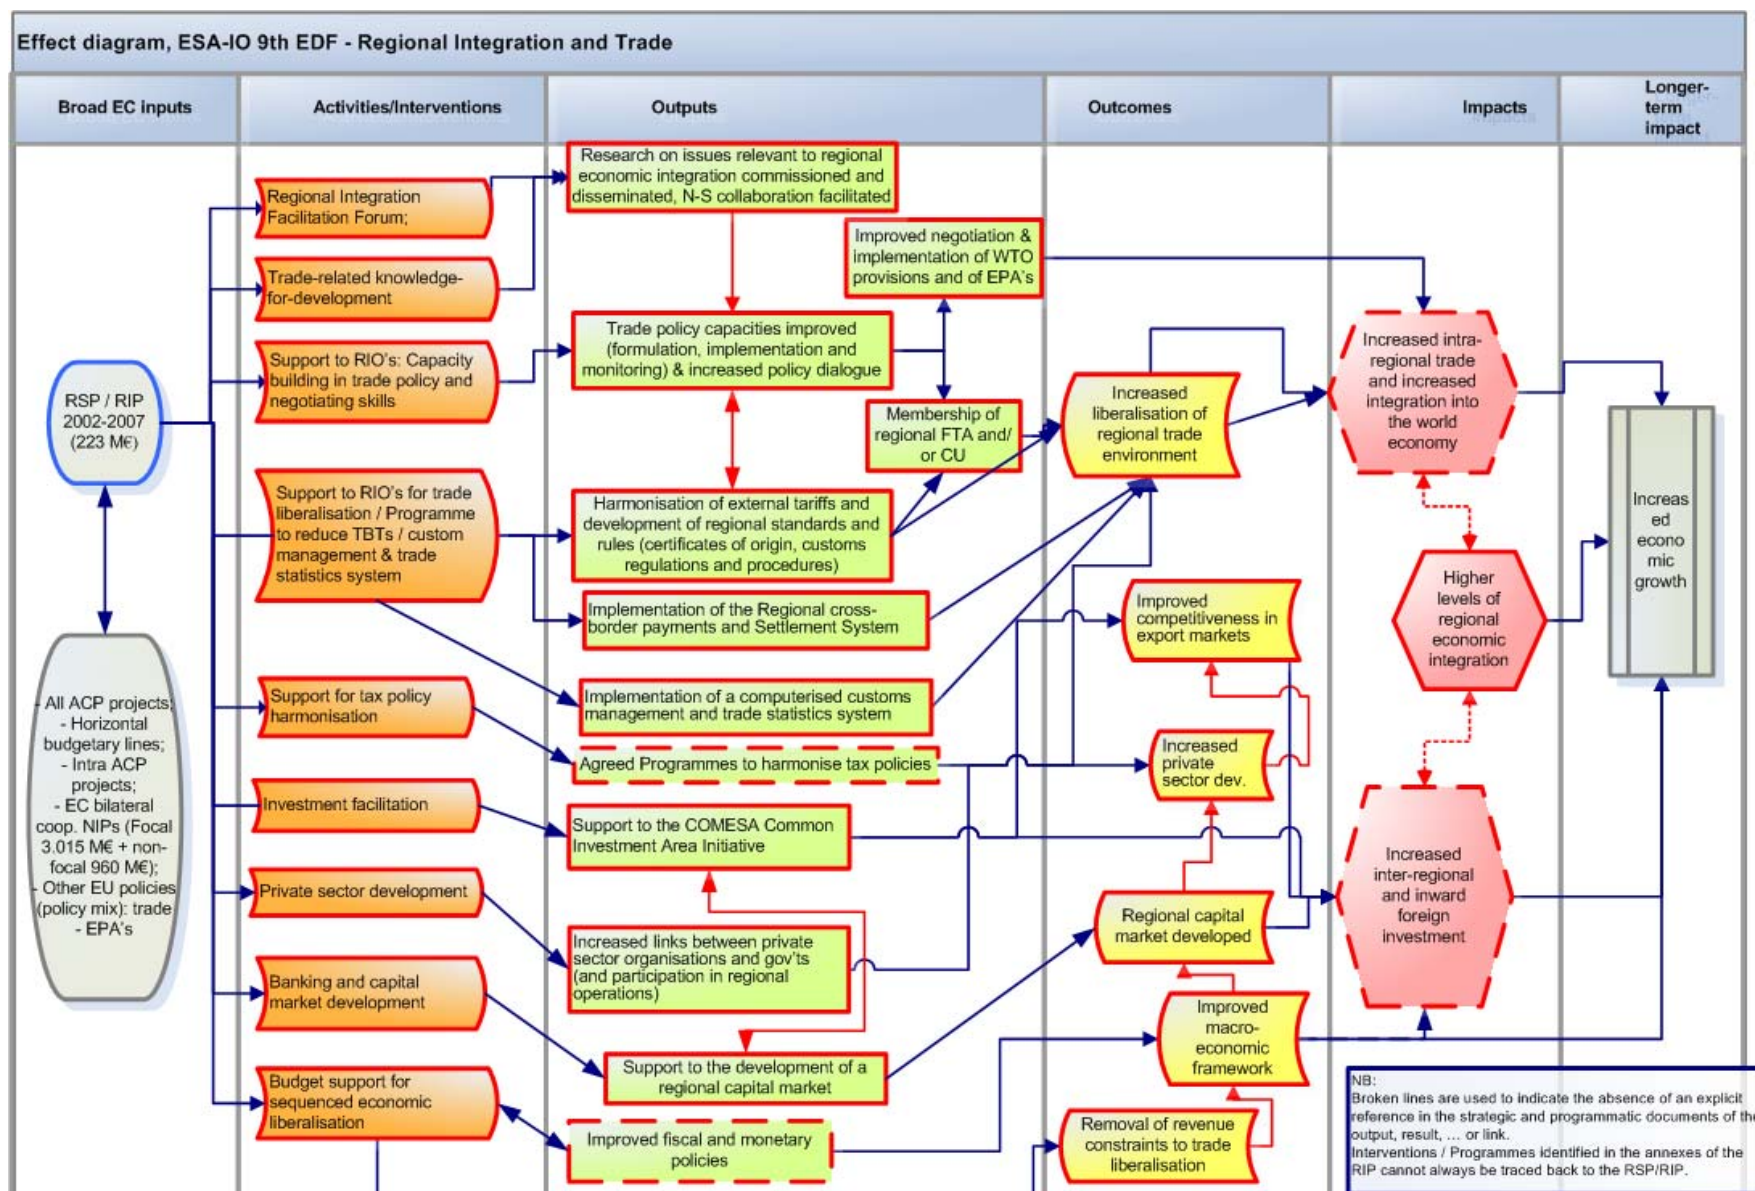 Effect diagram, ESA-IO 9th EDF - Regional Integration and Trade
Broad EC inputs
Activities/Interventions
Outputs
Outcomes
Impacts
Longer-
term
impact
RSP / RIP
2002-2007
(223 M€)
- All ACP projects;
- Horizontal
budgetary lines;
- Intra ACP
projects;
- EC bilateral
coop. NIPs (Focal
3.015 M€ + non-
focal 960 M€);
- Other EU policies
(policy mix): trade
- EPA's
Regional Integration
Facilitation Forum;
Trade-related knowledge-
for-development
Support to RIO's: Capacity
building in trade policy and
negotiating skills
Support to RIO's for trade
liberalisation / Programme
to reduce TBTs / custom
management & trade
statistics system
Support for tax policy
harmonisation
Investment facilitation
Private sector development
Banking and capital
market development
Budget support for
sequenced economic
liberalisation
Research on issues relevant to regional
economic integration commissioned and
disseminated, N-S collaboration facilitated
Improved negotiation &
implementation of WTO
provisions and of EPA's
Trade policy capacities improved
(formulation, implementation and
monitoring) & increased policy dialogue
Membership of
regional FTA and/
or CU
Harmonisation of external tariffs and
development of regional standards and
rules (certificates of origin, customs
regulations and procedures)
Implementation of the Regional cross-
border payments and Settlement System
Implementation of a computerised customs
management and trade statistics system
Agreed Programmes to harmonise tax policies
Support to the COMESA Common
Investment Area Initiative
Increased links between private
sector organisations and gov'ts
(and participation in regional
operations)
Support to the development of a
regional capital market
Improved fiscal and monetary
policies
Increased
liberalisation of
regional trade
environment
Improved
competitiveness in
export markets
Increased
private
sector dev.
Regional capital
market developed
Improved
macro-
economic
framework
Removal of revenue
constraints to trade
liberalisation
Increased intra-
regional trade
and increased
integration into
the world
economy
Higher
levels of
regional
economic
integration
Increased
inter-regional
and inward
foreign
investment
Increas
ed
econo
mic
growth
NB:
Broken lines are used to indicate the absence of an explicit
reference in the strategic and programmatic documents of the
output, result, ... or link.
Interventions / Programmes identified in the annexes of the
RIP cannot always be traced back to the RSP/RIP.